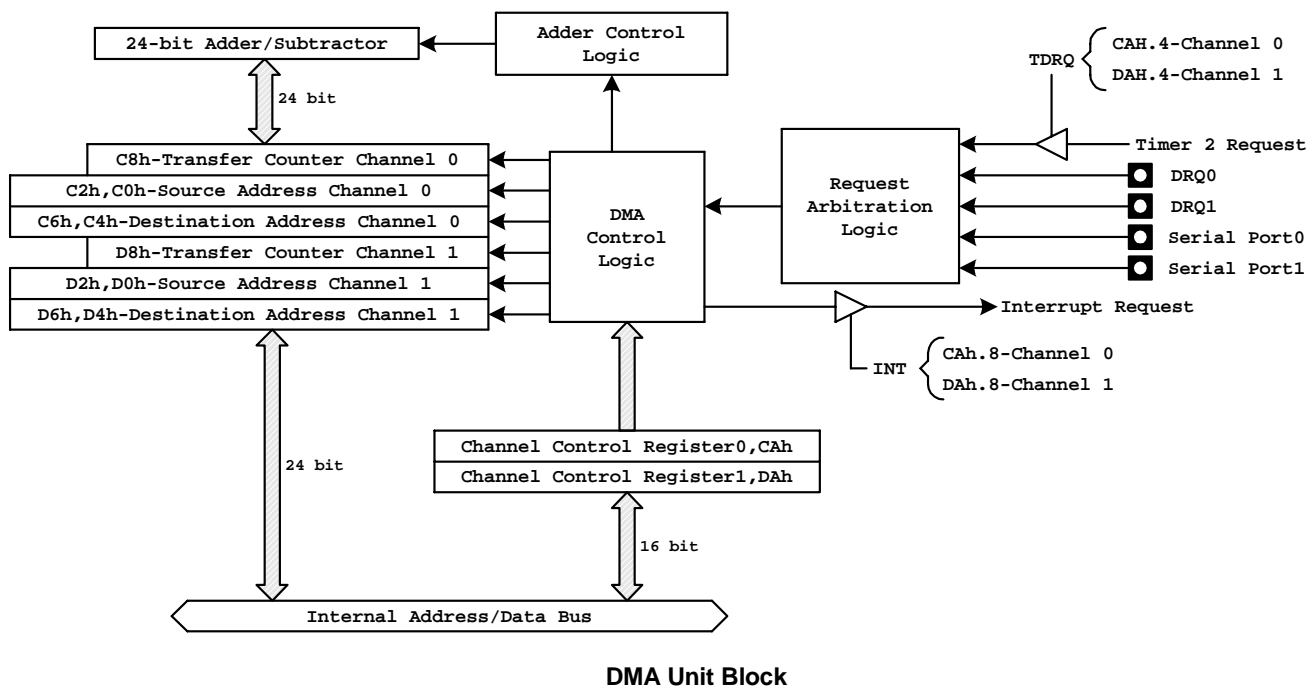 24-bit Adder/Subtractor
Adder Control
Logic
TDRQ
CAH.4-Channel 0
DAH.4-Channel 1
24 bit
C8h-Transfer Counter Channel 0
C2h,C0h-Source Address Channel 0
C6h,C4h-Destination Address Channel 0
D8h-Transfer Counter Channel 1
D2h,D0h-Source Address Channel 1
D6h,D4h-Destination Address Channel 1
DMA
Control
Logic
Request
Arbitration
Logic
Timer 2 Request
DRQ0
DRQ1
Serial Port0
Serial Port1
Interrupt Request
INT
CAh.8-Channel 0
DAh.8-Channel 1
Channel Control Register0,CAh
Channel Control Register1,DAh
24 bit
16 bit
Internal Address/Data Bus
DMA Unit Block